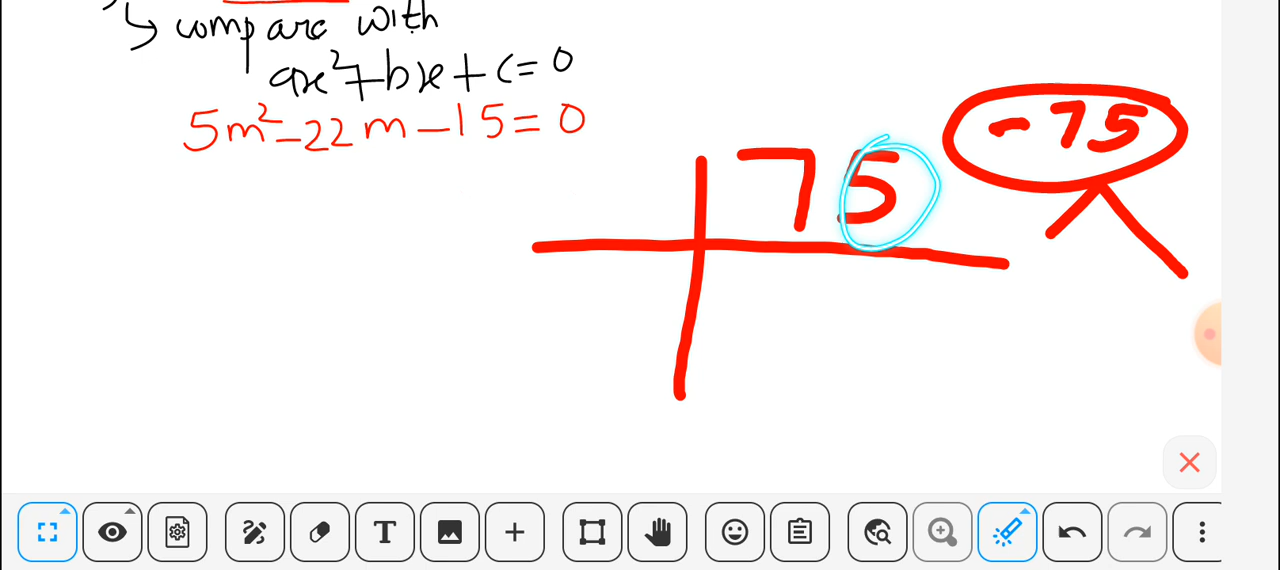 ↳ compare with
ax²+bx+c=0
5m²-22m-15=0
75
-75
T